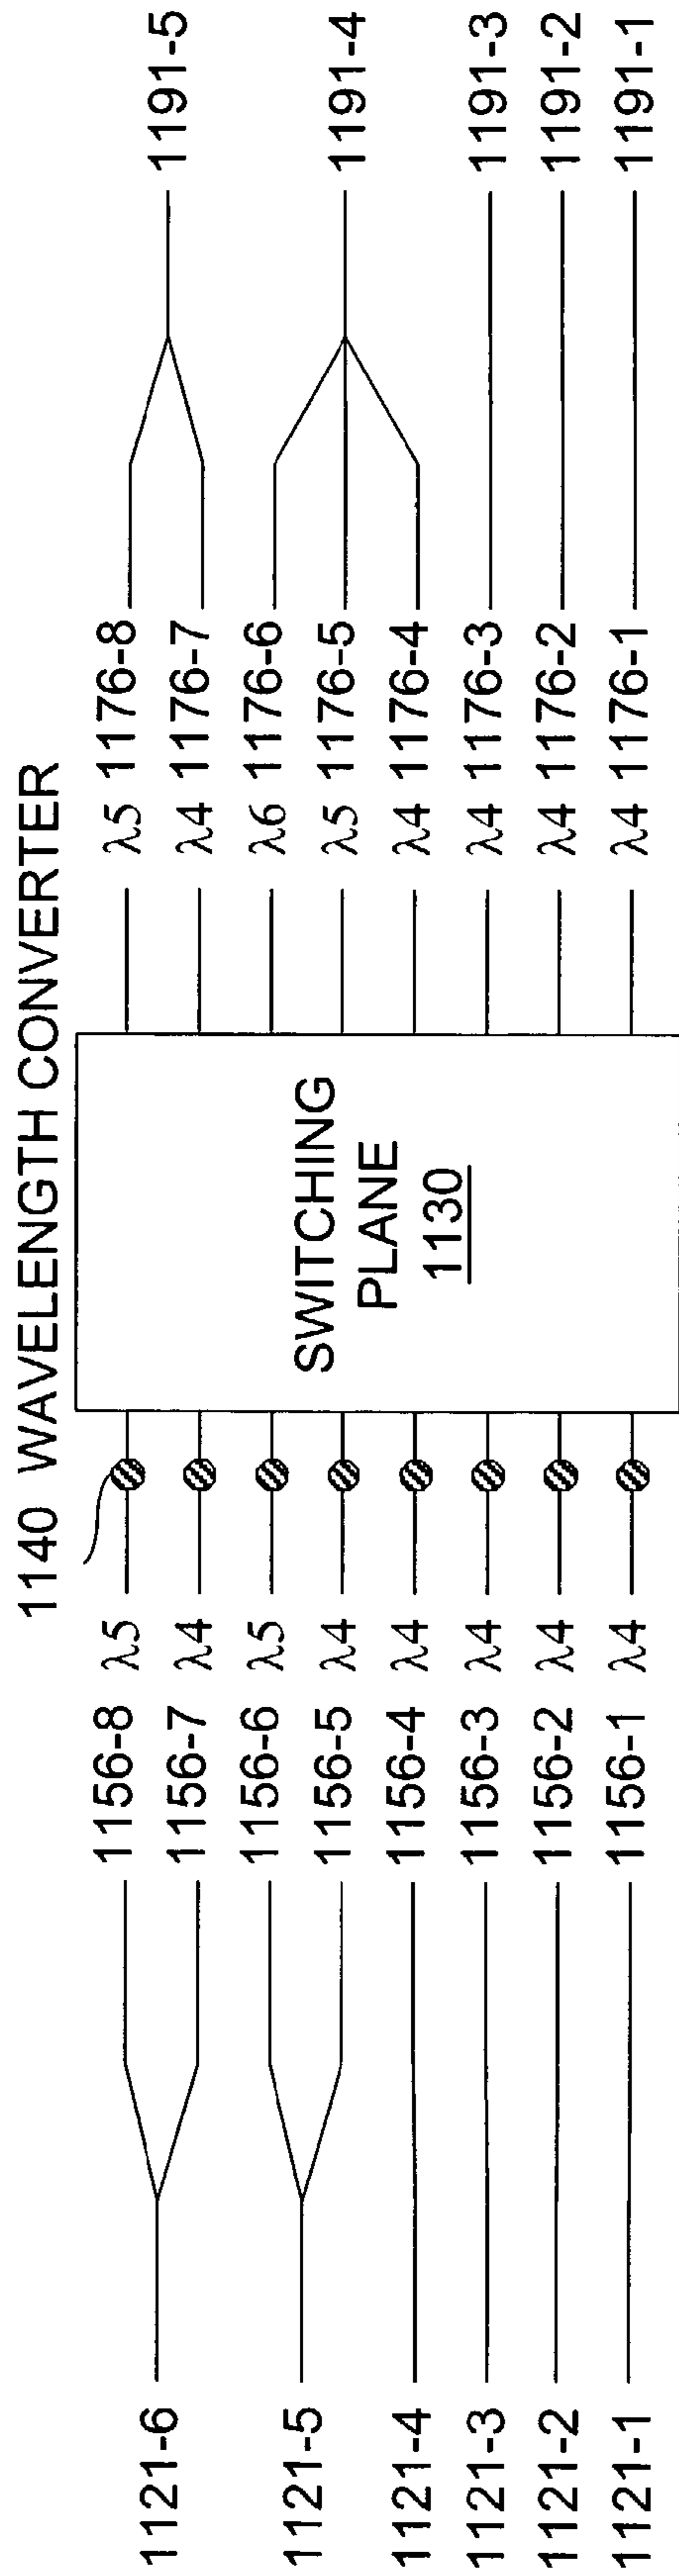 1140 WAVELENGTH CONVERTER
1121-6
1121-5
1121-4
1121-3
1121-2
1121-1
1156-8 λ5
1156-7 λ4
1156-6 λ5
1156-5 λ4
1156-4 λ4
1156-3 λ4
1156-2 λ4
1156-1 λ4
SWITCHING
PLANE
1130
λ5 1176-8
λ4 1176-7
λ6 1176-6
λ5 1176-5
λ4 1176-4
λ4 1176-3
λ4 1176-2
λ4 1176-1
1191-5
1191-4
1191-3
1191-2
1191-1